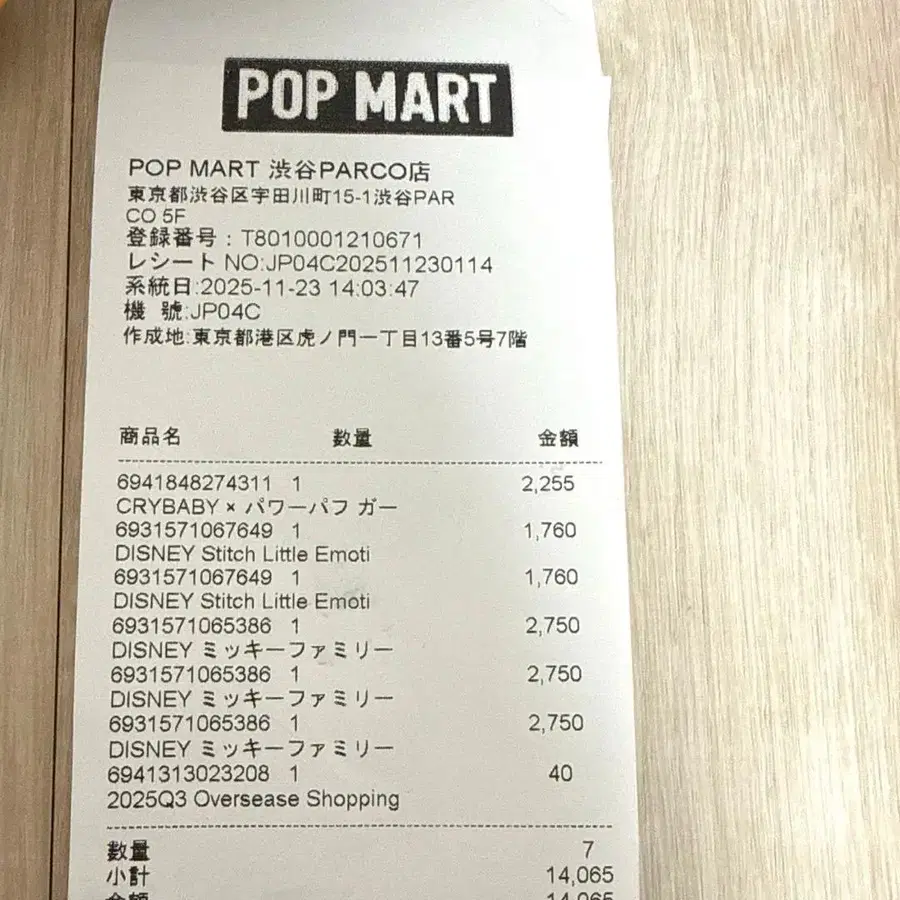 POP MART
POP MART 渋谷PARCO店
東京都渋谷区宇田川町15-1渋谷PAR
CO 5F
登録番号：T8010001210671
レシート NO:JP04C202511230114
系統日:2025-11-23 14:03:47
機 號:JP04C
作成地:東京都港区虎ノ門一丁目13番5号7階
商品名 数量 金額
6941848274311 1 2,255
CRYBABY × パワーパフ ガー
6931571067649 1 1,760
DISNEY Stitch Little Emoti
6931571067649 1 1,760
DISNEY Stitch Little Emoti
6931571065386 1 2,750
DISNEY ミッキーファミリー
6931571065386 1 2,750
DISNEY ミッキーファミリー
6931571065386 1 2,750
DISNEY ミッキーファミリー
6941313023208 1 40
2025Q3 Oversease Shopping
数量 7
小計 14,065
金額 14,065